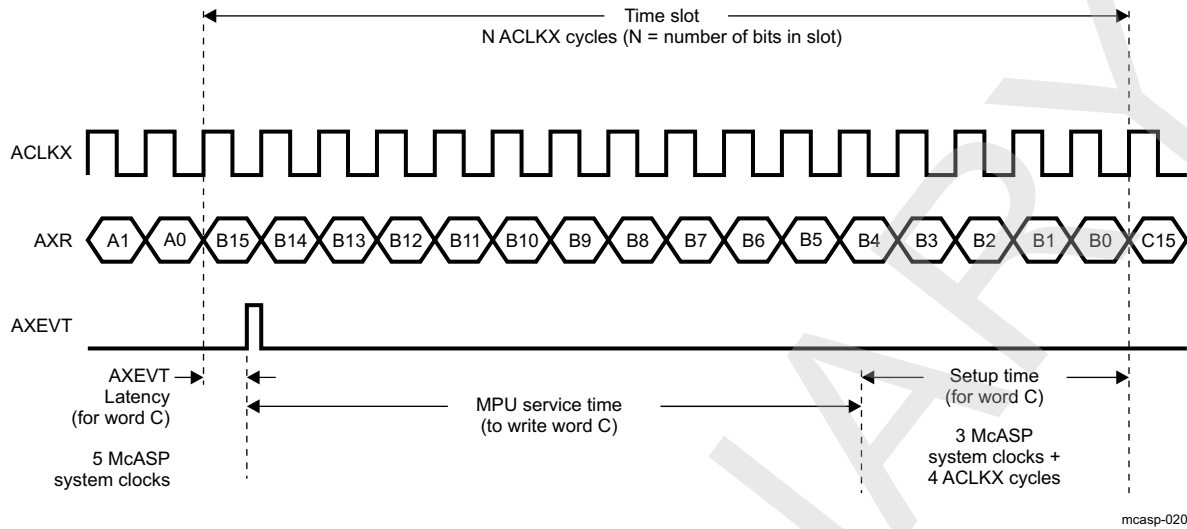 Time slot
N ACLKX cycles (N = number of bits in slot)
ACLKX
AXR
A1 A0 B15 B14 B13 B12 B11 B10 B9 B8 B7 B6 B5 B4 B3 B2 B1 B0 C15
AXEVT
AXEVT
Latency
(for word C)
5 McASP
system clocks
MPU service time
(to write word C)
Setup time
(for word C)
3 McASP
system clocks +
4 ACLKX cycles
mcasp-020